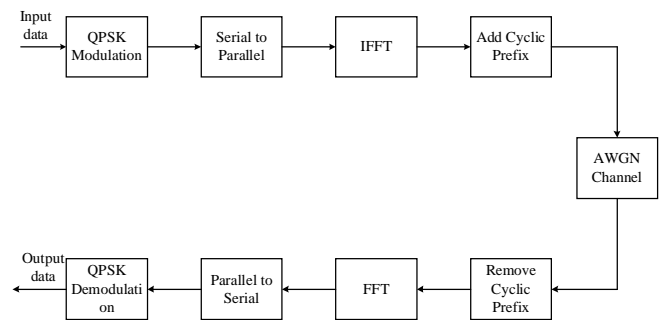 Input
data
QPSK
Modulation
Serial to
Parallel
IFFT
Add Cyclic
Prefix
AWGN
Channel
Output
data
QPSK
Demodulati
on
Parallel to
Serial
FFT
Remove
Cyclic
Prefix